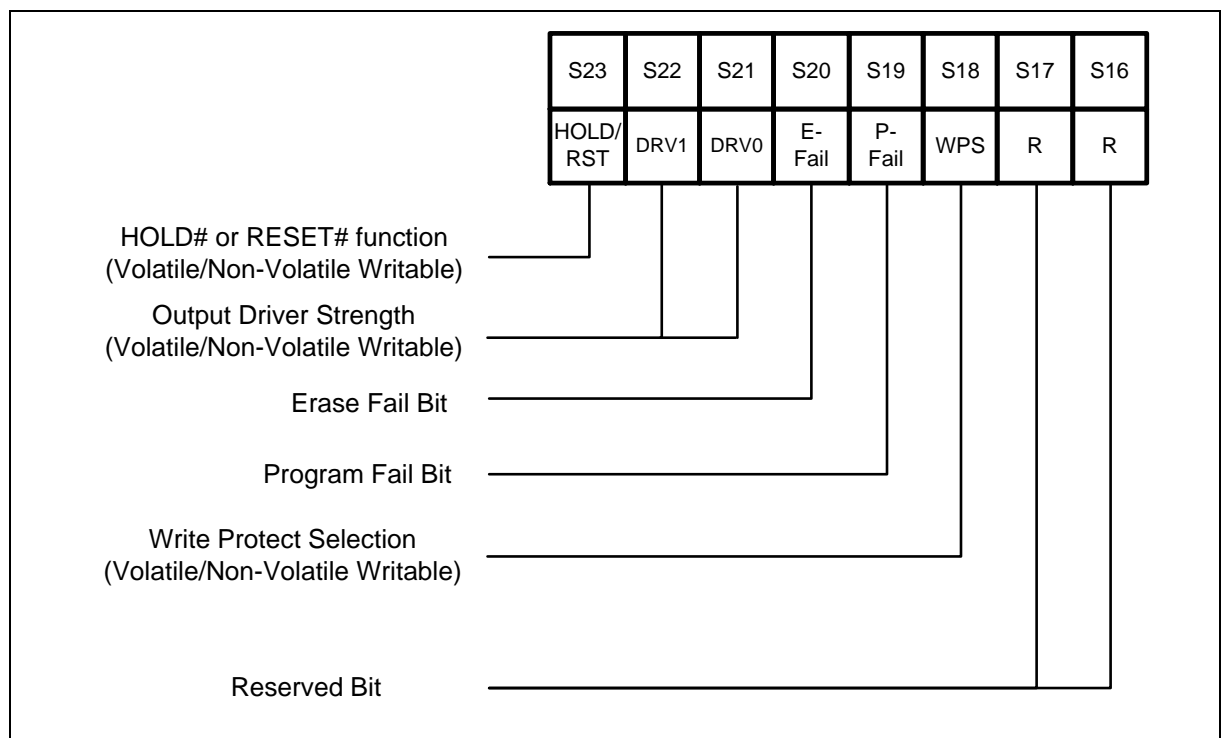 S23 S22 S21 S20 S19 S18 S17 S16
HOLD/
RST
DRV1
DRV0
E-
Fail
P-
Fail
WPS
R
R
HOLD# or RESET# function
(Volatile/Non-Volatile Writable)
Output Driver Strength
(Volatile/Non-Volatile Writable)
Erase Fail Bit
Program Fail Bit
Write Protect Selection
(Volatile/Non-Volatile Writable)
Reserved Bit